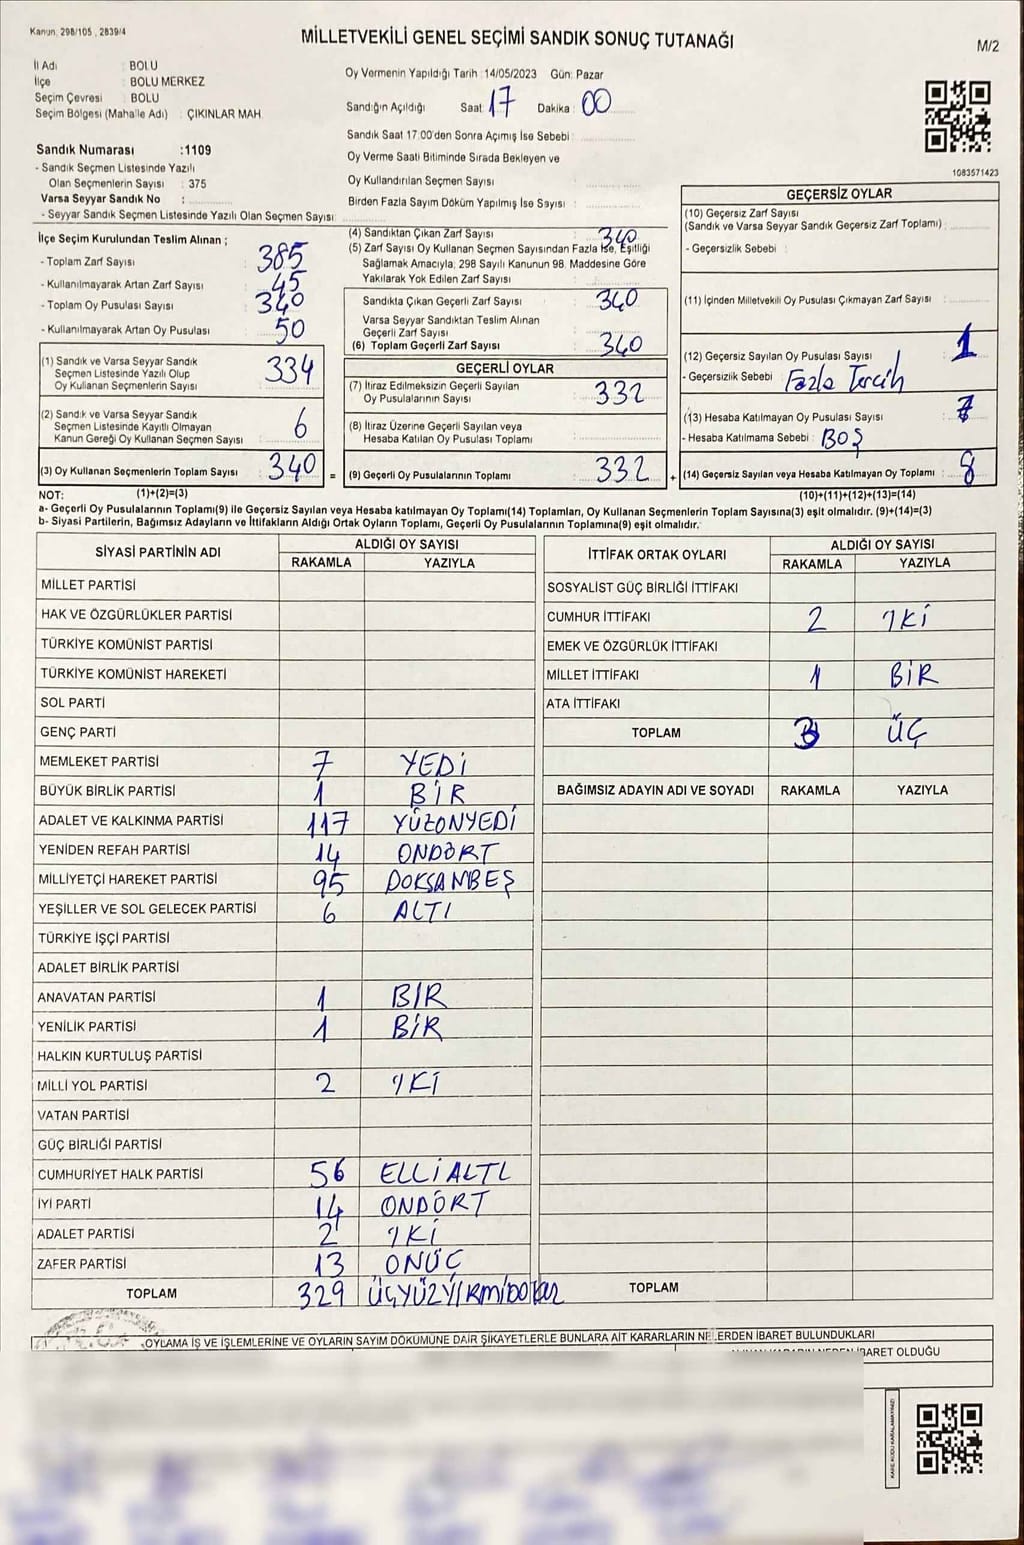 Kanun: 298/105 , 2839/4
MİLLETVEKİLİ GENEL SEÇİMİ SANDIK SONUÇ TUTANAĞI
M/2
İl Adı : BOLU
İlçe : BOLU MERKEZ
Seçim Çevresi : BOLU
Seçim Bölgesi (Mahalle Adı) : ÇIKINLAR MAH.
Oy Vermenin Yapıldığı Tarih :14/05/2023 Gün: Pazar
Sandığın Açıldığı Saat: 17 Dakika: 00
Sandık Saat 17:00'den Sonra Açımış İse Sebebi :
Oy Verme Saati Bitiminde Sırada Bekleyen ve
Oy Kullandırılan Seçmen Sayısı
Birden Fazla Sayım Döküm Yapılmış İse Sayısı :
1083571423
Sandık Numarası :1109
- Sandık Seçmen Listesinde Yazılı
Olan Seçmenlerin Sayısı : 375
Varsa Seyyar Sandık No :
- Seyyar Sandık Seçmen Listesinde Yazılı Olan Seçmen Sayısı:
İlçe Seçim Kurulundan Teslim Alınan ;
- Toplam Zarf Sayısı : 385
- Kullanılmayarak Artan Zarf Sayısı : 45
- Toplam Oy Pusulası Sayısı : 340
- Kullanılmayarak Artan Oy Pusulası : 50
(1) Sandık ve Varsa Seyyar Sandık
Seçmen Listesinde Yazılı Olup
Oy Kullanan Seçmenlerin Sayısı : 334
(2) Sandık ve Varsa Seyyar Sandık
Seçmen Listesinde Kayıtlı Olmayan
Kanun Gereği Oy Kullanan Seçmen Sayısı : 6
(3) Oy Kullanan Seçmenlerin Toplam Sayısı : 340 =
(4) Sandıktan Çıkan Zarf Sayısı : 340
(5) Zarf Sayısı Oy Kullanan Seçmen Sayısından Fazla İse, Eşitliği
Sağlamak Amacıyla, 298 Sayılı Kanunun 98. Maddesine Göre
Yakılarak Yok Edilen Zarf Sayısı :
Sandıkta Çıkan Geçerli Zarf Sayısı : 340
Varsa Seyyar Sandıktan Teslim Alınan
Geçerli Zarf Sayısı :
(6) Toplam Geçerli Zarf Sayısı : 340
GEÇERLİ OYLAR
(7) İtiraz Edilmeksizin Geçerli Sayılan
Oy Pusulalarının Sayısı : 332
(8) İtiraz Üzerine Geçerli Sayılan veya
Hesaba Katılan Oy Pusulası Toplamı :
(9) Geçerli Oy Pusulalarının Toplamı : 332 +
GEÇERSİZ OYLAR
(10) Geçersiz Zarf Sayısı
(Sandık ve Varsa Seyyar Sandık Geçersiz Zarf Toplamı) :
- Geçersizlik Sebebi :
(11) İçinden Milletvekili Oy Pusulası Çıkmayan Zarf Sayısı :
(12) Geçersiz Sayılan Oy Pusulası Sayısı : 1
- Geçersizlik Sebebi : Fazla Tercih
(13) Hesaba Katılmayan Oy Pusulası Sayısı : 7
- Hesaba Katılmama Sebebi : BOŞ
(14) Geçersiz Sayılan veya Hesaba Katılmayan Oy Toplamı : 8
NOT: (1)+(2)=(3) (10)+(11)+(12)+(13)=(14)
a- Geçerli Oy Pusulalarının Toplamı(9) ile Geçersiz Sayılan veya Hesaba katılmayan Oy Toplamı(14) Toplamları, Oy Kullanan Seçmenlerin Toplam Sayısına(3) eşit olmalıdır. (9)+(14)=(3)
b- Siyasi Partilerin, Bağımsız Adayların ve İttifakların Aldığı Ortak Oyların Toplamı, Geçerli Oy Pusulalarının Toplamına(9) eşit olmalıdır.
SİYASİ PARTİNİN ADI ALDIĞI OY SAYISI
RAKAMLA YAZIYLA
MİLLET PARTİSİ
HAK VE ÖZGÜRLÜKLER PARTİSİ
TÜRKİYE KOMÜNİST PARTİSİ
TÜRKİYE KOMÜNİST HAREKETİ
SOL PARTİ
GENÇ PARTİ
MEMLEKET PARTİSİ 7 YEDİ
BÜYÜK BİRLİK PARTİSİ 1 BİR
ADALET VE KALKINMA PARTİSİ 117 YÜZONYEDİ
YENİDEN REFAH PARTİSİ 14 ONDÖRT
MİLLİYETÇİ HAREKET PARTİSİ 95 DOKSANBEŞ
YEŞİLLER VE SOL GELECEK PARTİSİ 6 ALTI
TÜRKİYE İŞÇİ PARTİSİ
ADALET BİRLİK PARTİSİ
ANAVATAN PARTİSİ 1 BİR
YENİLİK PARTİSİ 1 BİR
HALKIN KURTULUŞ PARTİSİ
MİLLİ YOL PARTİSİ 2 İKİ
VATAN PARTİSİ
GÜÇ BİRLİĞİ PARTİSİ
CUMHURİYET HALK PARTİSİ 56 ELLİALTI
İYİ PARTİ 14 ONDÖRT
ADALET PARTİSİ 2 İKİ
ZAFER PARTİSİ 13 ONÜÇ
TOPLAM 329 ÜÇYÜZYİRMİDOKUZ
İTTİFAK ORTAK OYLARI ALDIĞI OY SAYISI
RAKAMLA YAZIYLA
SOSYALİST GÜÇ BİRLİĞİ İTTİFAKI
CUMHUR İTTİFAKI 2 İKİ
EMEK VE ÖZGÜRLÜK İTTİFAKI
MİLLET İTTİFAKI 1 BİR
ATA İTTİFAKI
TOPLAM 3 ÜÇ
BAĞIMSIZ ADAYIN ADI VE SOYADI RAKAMLA YAZIYLA
TOPLAM
OYLAMA İŞ VE İŞLEMLERİNE VE OYLARIN SAYIM DÖKÜMÜNE DAİR ŞİKAYETLERLE BUNLARA AİT KARARLARIN NELERDEN İBARET BULUNDUKLARI
İBARET OLDUĞU
KARE KODU KARALAMAYINIZ!